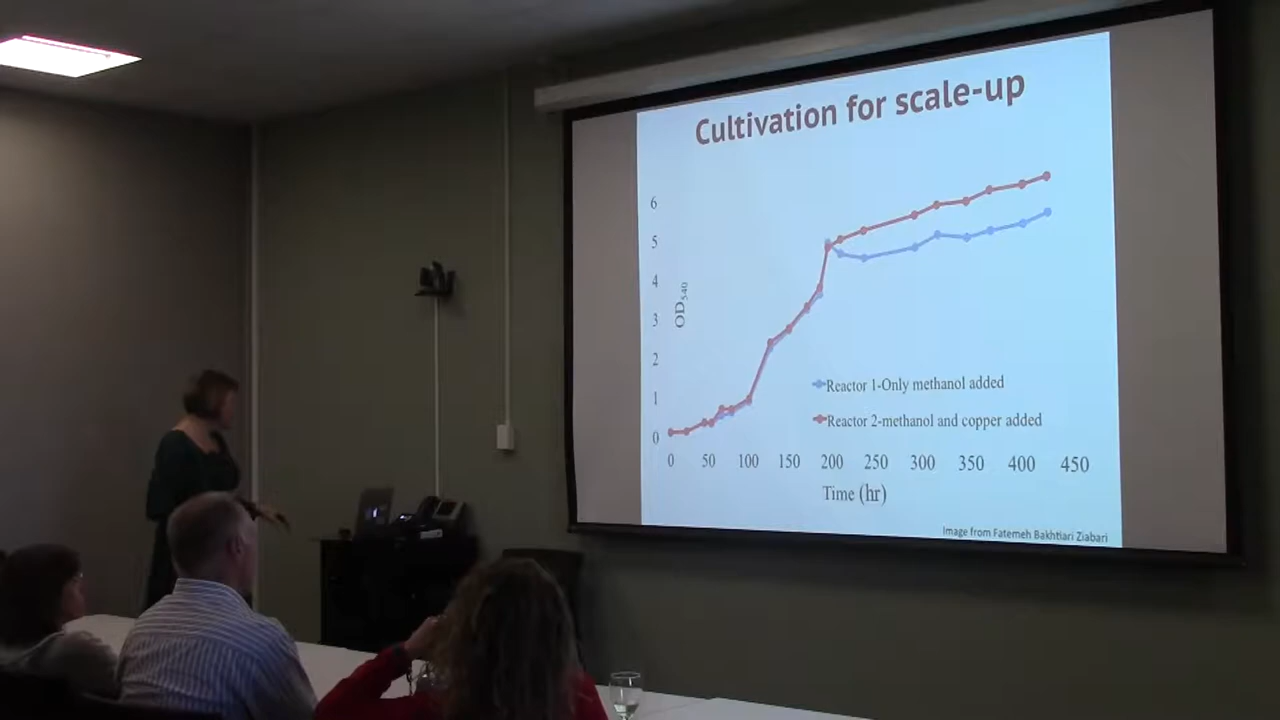 Cultivation for scale-up
6
5
4
3
2
1
0
OD540
Reactor 1-Only methanol added
Reactor 2-methanol and copper added
0 50 100 150 200 250 300 350 400 450
Time (hr)
Image from Fatemeh Bakhtiari Ziabari